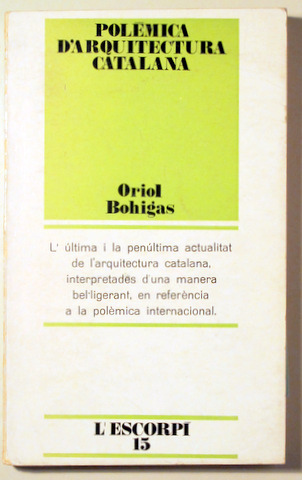 POLÈMICA
D'ARQUITECTURA
CATALANA
Oriol
Bohigas
L' última i la penúltima actualitat
de l'arquitectura catalana,
interpretades d'una manera
bel·ligerant, en referència
a la polèmica internacional.
L'ESCORPÍ
15